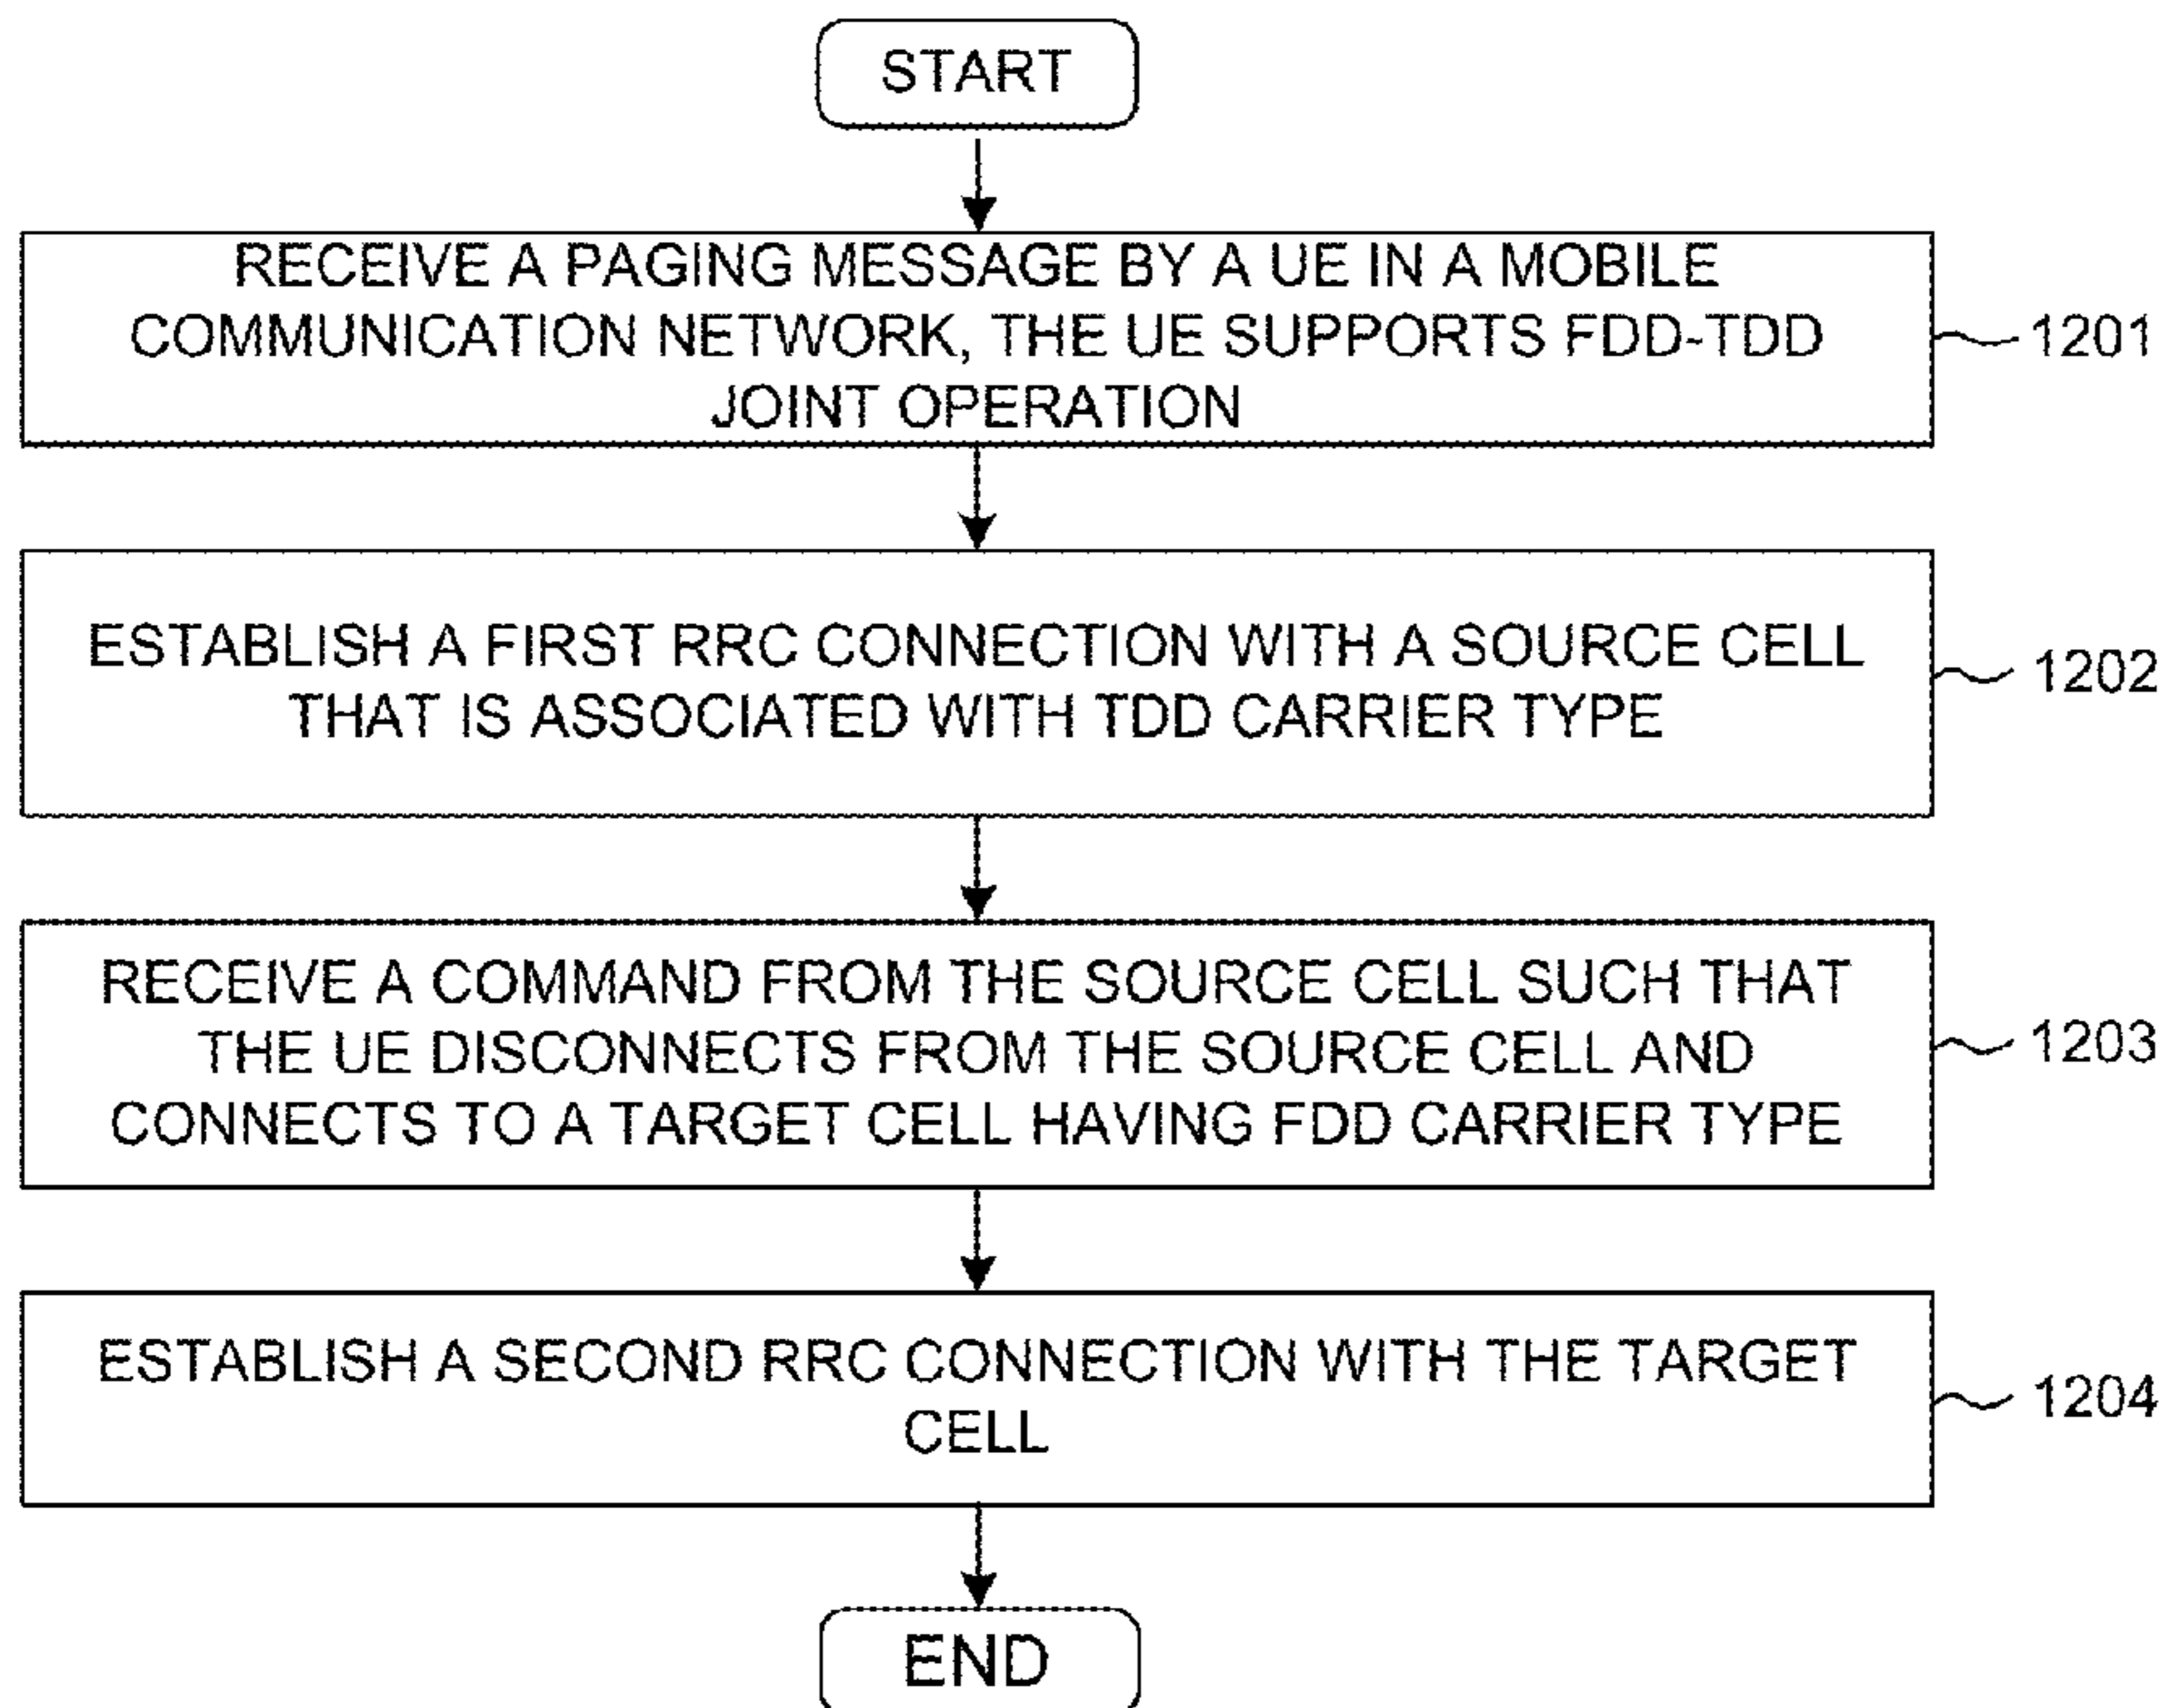 START
RECEIVE A PAGING MESSAGE BY A UE IN A MOBILE
COMMUNICATION NETWORK, THE UE SUPPORTS FDD-TDD
JOINT OPERATION
1201
ESTABLISH A FIRST RRC CONNECTION WITH A SOURCE CELL
THAT IS ASSOCIATED WITH TDD CARRIER TYPE
1202
RECEIVE A COMMAND FROM THE SOURCE CELL SUCH THAT
THE UE DISCONNECTS FROM THE SOURCE CELL AND
CONNECTS TO A TARGET CELL HAVING FDD CARRIER TYPE
1203
ESTABLISH A SECOND RRC CONNECTION WITH THE TARGET
CELL
1204
END